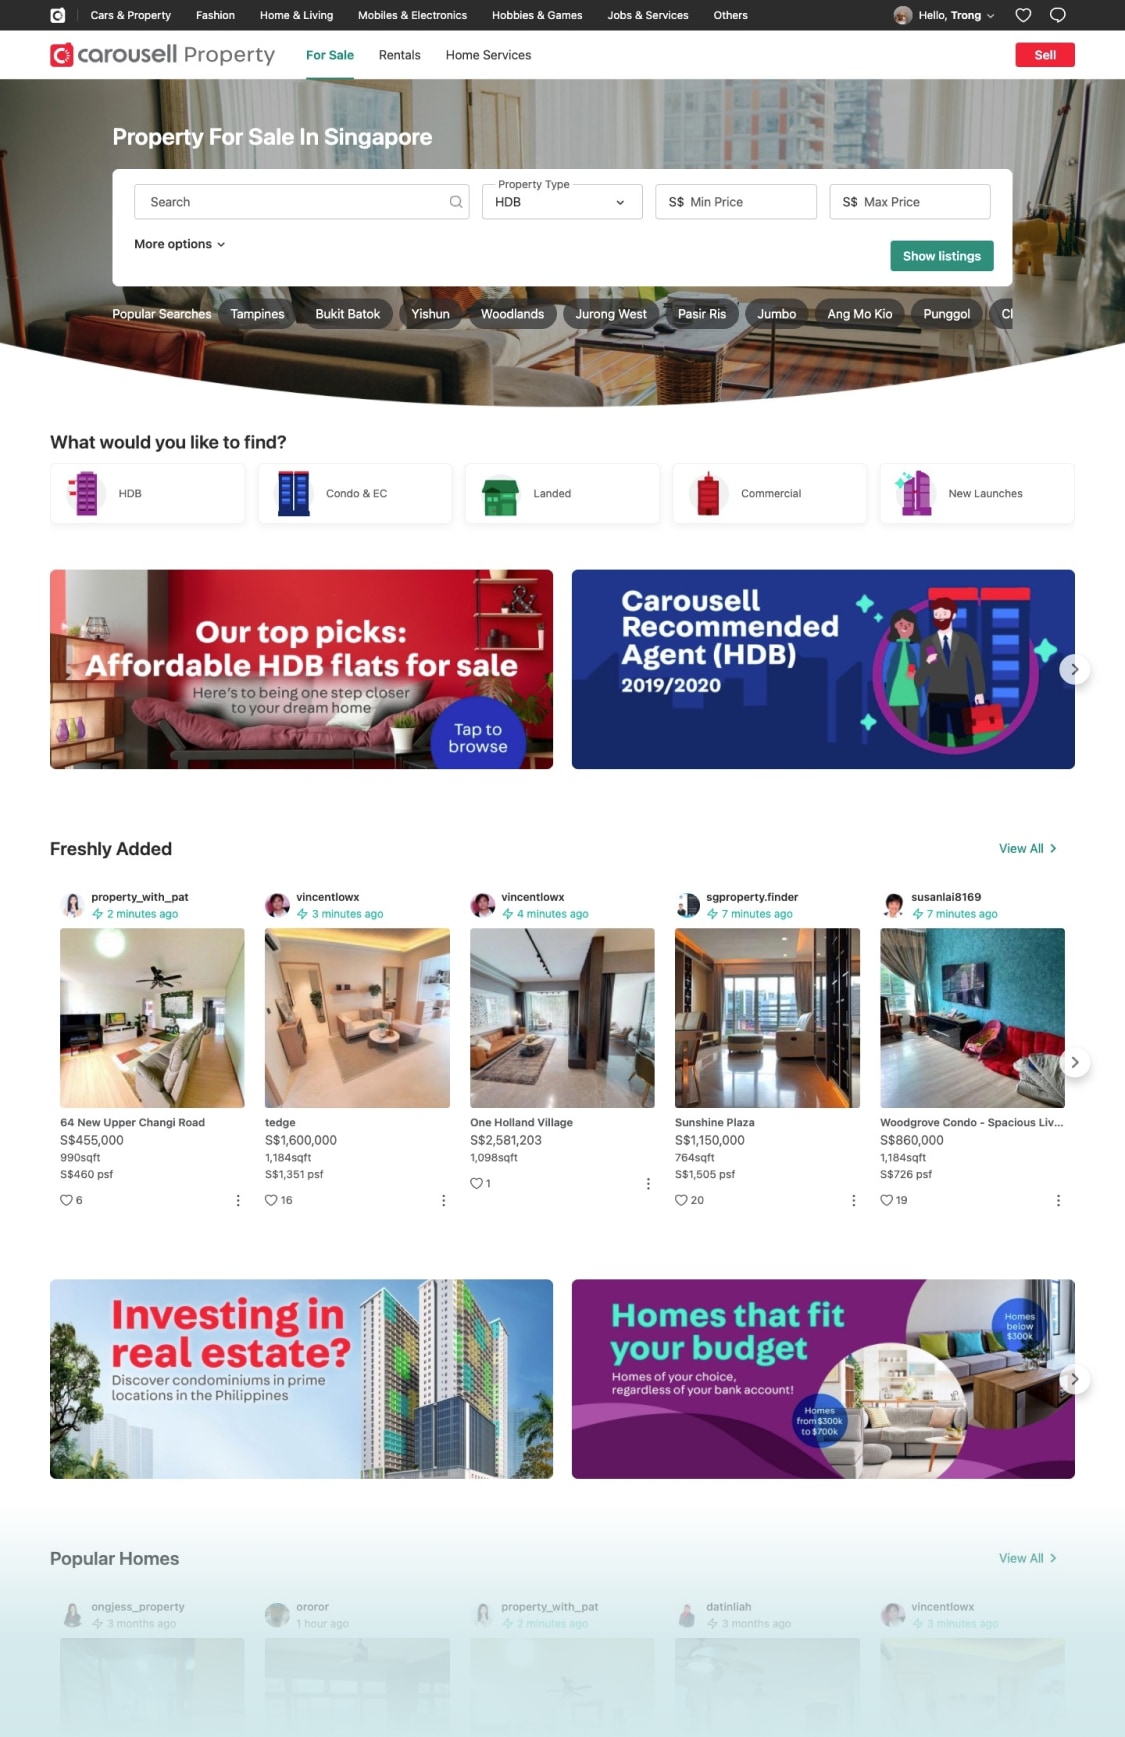 Cars & Property Fashion Home & Living Mobiles & Electronics Hobbies & Games Jobs & Services Others Hello, Trong
carousell Property For Sale Rentals Home Services Sell
Property For Sale In Singapore
Property Type
Search HDB S$ Min Price S$ Max Price
More options
Show listings
Popular Searches Tampines Bukit Batok Yishun Woodlands Jurong West Pasir Ris Jumbo Ang Mo Kio Punggol
What would you like to find?
HDB Condo & EC Landed Commercial New Launches
Our top picks:
Affordable HDB flats for sale
Here's to being one step closer
to your dream home
Tap to
browse
Carousell
Recommended
Agent (HDB)
2019/2020
Freshly Added View All
property_with_pat vincentlowx vincentlowx sgproperty.finder susanlai8169
2 minutes ago 3 minutes ago 4 minutes ago 7 minutes ago 7 minutes ago
64 New Upper Changi Road tedge One Holland Village Sunshine Plaza Woodgrove Condo - Spacious Liv...
S$455,000 S$1,600,000 S$2,581,203 S$1,150,000 S$860,000
990sqft 1,184sqft 1,098sqft 764sqft 1,184sqft
S$460 psf S$1,351 psf S$1,505 psf S$726 psf
6 16 1 20 19
Investing in
real estate?
Discover condominiums in prime
locations in the Philippines
Homes that fit
your budget
Homes of your choice,
regardless of your bank account!
Homes
below
$300k
Homes
from $300k
to $700k
Popular Homes View All
ongjess_property ororor property_with_pat datinliah vincentlowx
3 months ago 1 hour ago 2 minutes ago 3 months ago 3 minutes ago